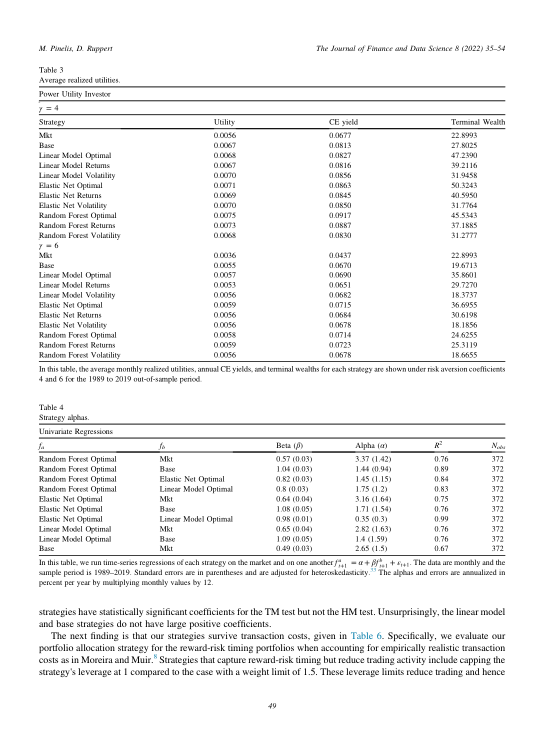 M. Pinelis, D. Ruppert The Journal of Finance and Data Science 8 (2022) 35–54
Table 3
Average realized utilities.
Power Utility Investor
γ = 4
Strategy Utility CE yield Terminal Wealth
Mkt 0.0056 0.0677 22.8993
Base 0.0067 0.0813 27.8025
Linear Model Optimal 0.0068 0.0827 47.2390
Linear Model Returns 0.0067 0.0816 39.2116
Linear Model Volatility 0.0070 0.0856 31.9458
Elastic Net Optimal 0.0071 0.0863 50.3243
Elastic Net Returns 0.0069 0.0845 40.5950
Elastic Net Volatility 0.0070 0.0850 31.7764
Random Forest Optimal 0.0075 0.0917 45.5343
Random Forest Returns 0.0073 0.0887 37.1885
Random Forest Volatility 0.0068 0.0830 31.2777
γ = 6
Mkt 0.0036 0.0437 22.8993
Base 0.0055 0.0670 19.6713
Linear Model Optimal 0.0057 0.0690 35.8601
Linear Model Returns 0.0053 0.0651 29.7270
Linear Model Volatility 0.0056 0.0682 18.3737
Elastic Net Optimal 0.0059 0.0715 36.6955
Elastic Net Returns 0.0056 0.0684 30.6198
Elastic Net Volatility 0.0056 0.0678 18.1856
Random Forest Optimal 0.0058 0.0714 24.6255
Random Forest Returns 0.0059 0.0723 25.3119
Random Forest Volatility 0.0056 0.0678 18.6655
In this table, the average monthly realized utilities, annual CE yields, and terminal wealths for each strategy are shown under risk aversion coefficients
4 and 6 for the 1989 to 2019 out-of-sample period.
Table 4
Strategy alphas.
Univariate Regressions
fₐ f_b Beta (β) Alpha (α) R² N_obs
Random Forest Optimal Mkt 0.57 (0.03) 3.37 (1.42) 0.76 372
Random Forest Optimal Base 1.04 (0.03) 1.44 (0.94) 0.89 372
Random Forest Optimal Elastic Net Optimal 0.82 (0.03) 1.45 (1.15) 0.84 372
Random Forest Optimal Linear Model Optimal 0.8 (0.03) 1.75 (1.2) 0.83 372
Elastic Net Optimal Mkt 0.64 (0.04) 3.16 (1.64) 0.75 372
Elastic Net Optimal Base 1.08 (0.05) 1.71 (1.54) 0.76 372
Elastic Net Optimal Linear Model Optimal 0.98 (0.01) 0.35 (0.3) 0.99 372
Linear Model Optimal Mkt 0.65 (0.04) 2.82 (1.63) 0.76 372
Linear Model Optimal Base 1.09 (0.05) 1.4 (1.59) 0.76 372
Base Mkt 0.49 (0.03) 2.65 (1.5) 0.67 372
In this table, we run time-series regressions of each strategy on the market and on one another f^a_{t+1} = α + βf^b_{t+1} + ε_{t+1}. The data are monthly and the
sample period is 1989–2019. Standard errors are in parentheses and are adjusted for heteroskedasticity. The alphas and errors are annualized in
percent per year by multiplying monthly values by 12.
strategies have statistically significant coefficients for the TM test but not the HM test. Unsurprisingly, the linear model
and base strategies do not have large positive coefficients.
The next finding is that our strategies survive transaction costs, given in Table 6. Specifically, we evaluate our
portfolio allocation strategy for the reward-risk timing portfolios when accounting for empirically realistic transaction
costs as in Moreira and Muir.⁸ Strategies that capture reward-risk timing but reduce trading activity include capping the
strategy's leverage at 1 compared to the case with a weight limit of 1.5. These leverage limits reduce trading and hence
49